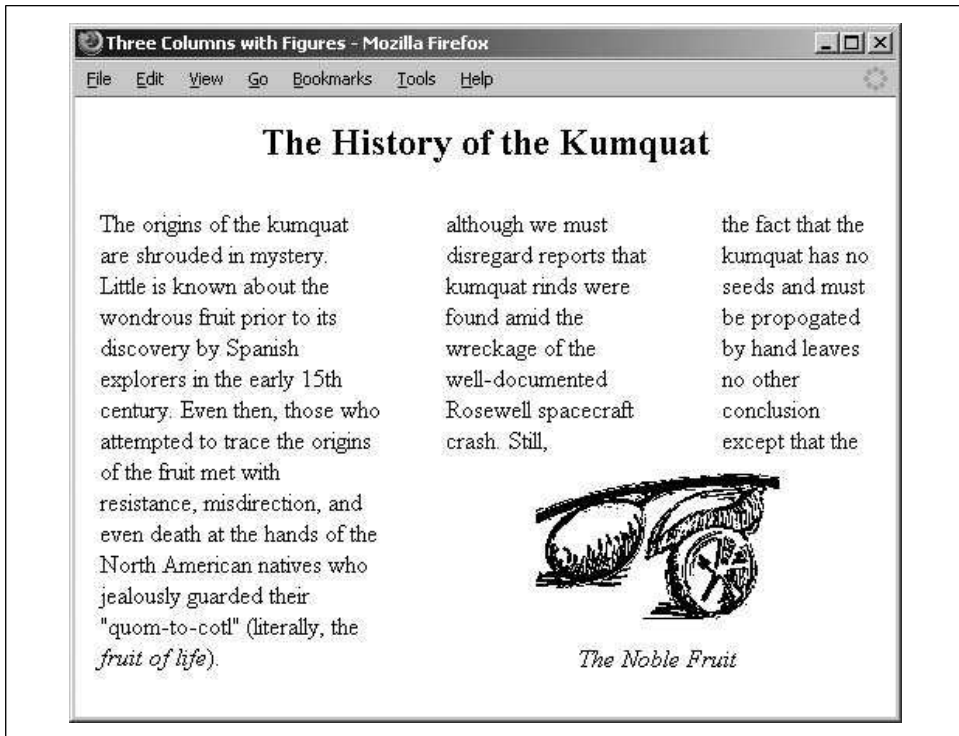 Three Columns with Figures - Mozilla Firefox
File Edit View Go Bookmarks Tools Help
The History of the Kumquat
The origins of the kumquat
are shrouded in mystery.
Little is known about the
wondrous fruit prior to its
discovery by Spanish
explorers in the early 15th
century. Even then, those who
attempted to trace the origins
of the fruit met with
resistance, misdirection, and
even death at the hands of the
North American natives who
jealously guarded their
"quom-to-cotl" (literally, the
fruit of life).
although we must
disregard reports that
kumquat rinds were
found amid the
wreckage of the
well-documented
Rosewell spacecraft
crash. Still,
the fact that the
kumquat has no
seeds and must
be propogated
by hand leaves
no other
conclusion
except that the
The Noble Fruit